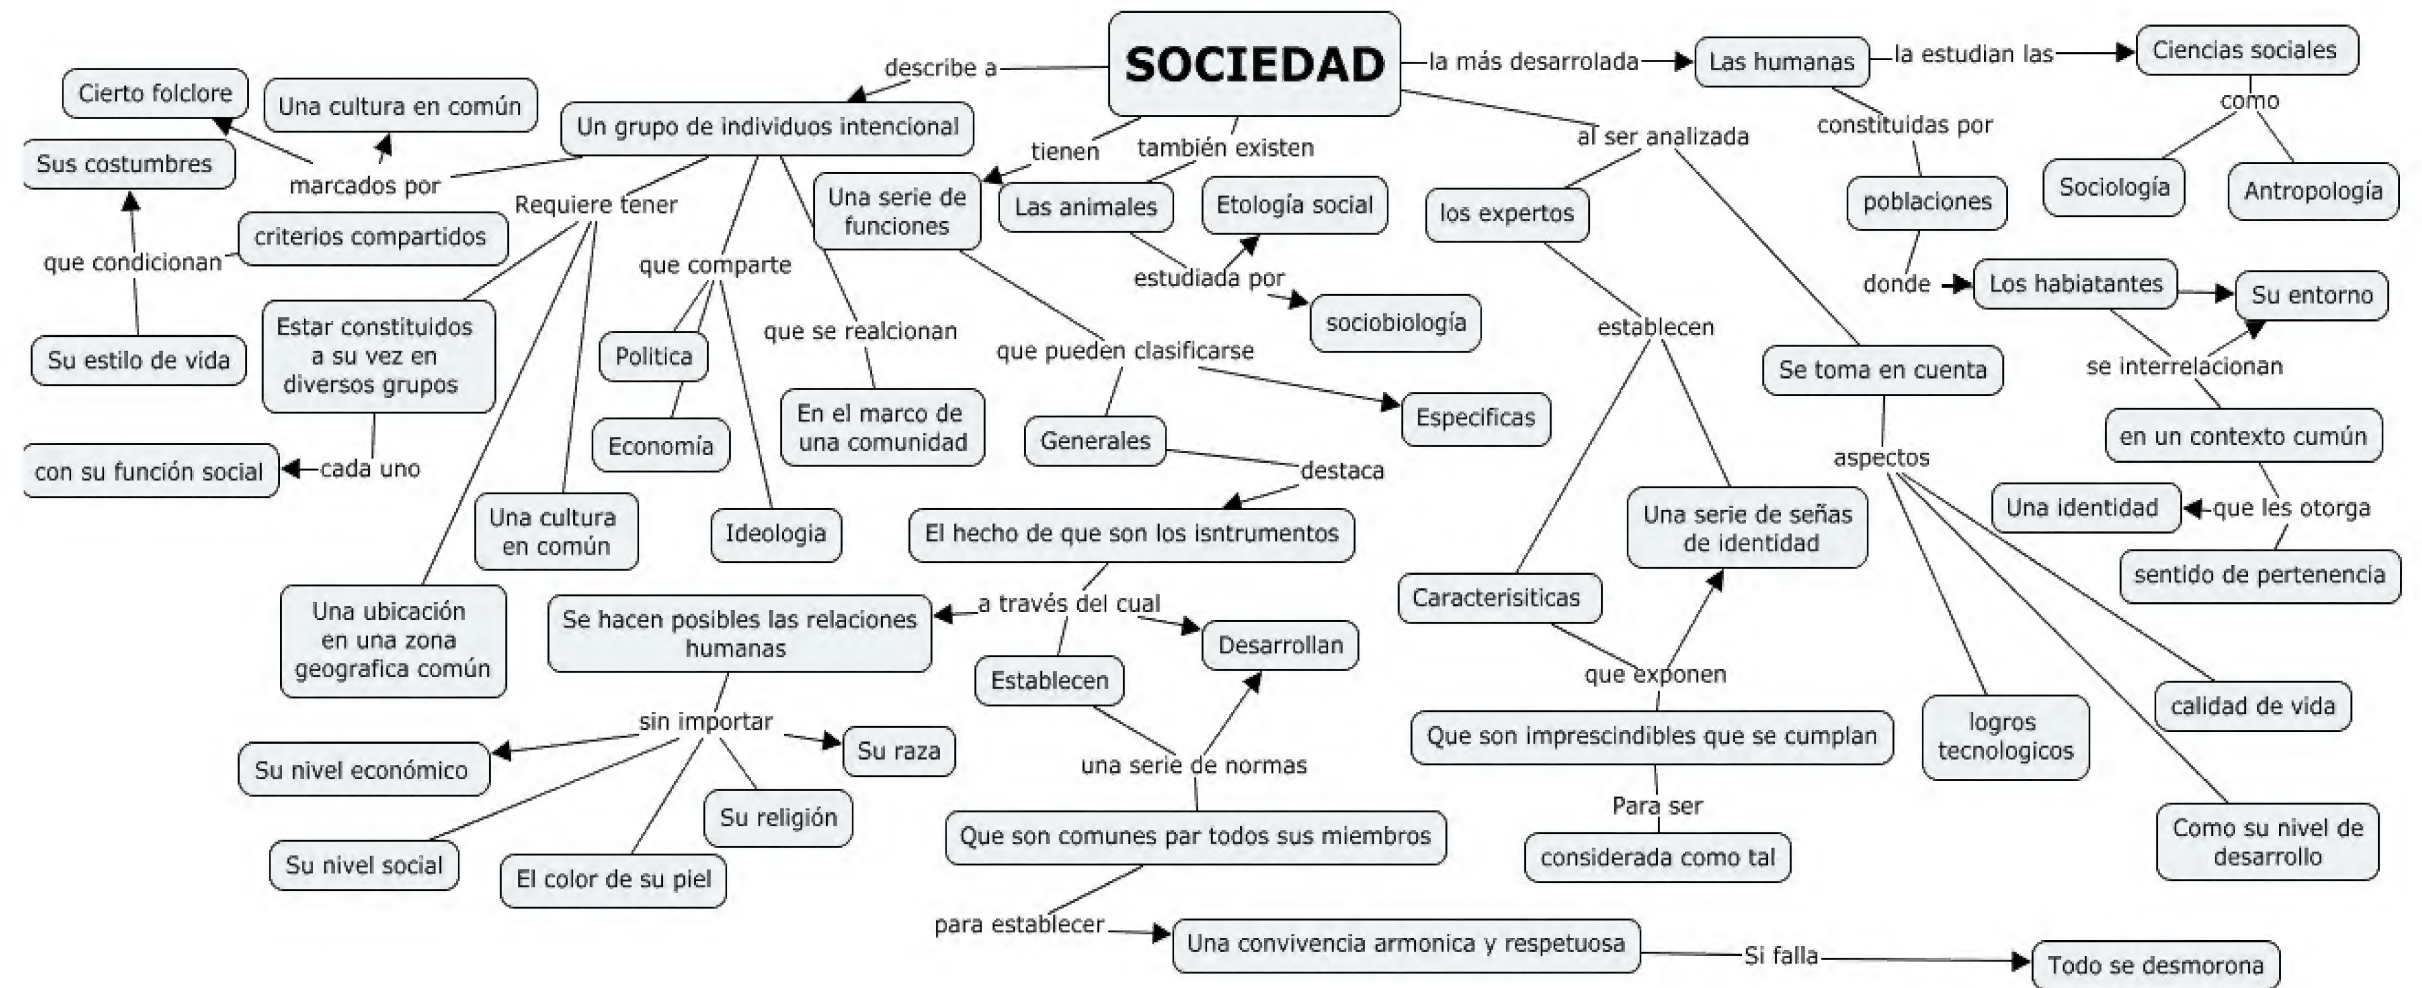 SOCIEDAD
describe a
la más desarrolada
Las humanas
la estudian las
Ciencias sociales
como
Sociología
Antropología
constituidas por
poblaciones
donde
Los habiatantes
Su entorno
se interrelacionan
en un contexto cumún
que les otorga
Una identidad
sentido de pertenencia
Un grupo de individuos intencional
marcados por
Cierto folclore
Una cultura en común
criterios compartidos
que condicionan
Sus costumbres
Su estilo de vida
Requiere tener
Estar constituidos
a su vez en
diversos grupos
cada uno
con su función social
Una ubicación
en una zona
geografica común
Una cultura
en común
que comparte
Politica
Economía
Ideologia
que se realcionan
En el marco de
una comunidad
tienen
Una serie de
funciones
que pueden clasificarse
Generales
Especificas
destaca
El hecho de que son los isntrumentos
a través del cual
Se hacen posibles las relaciones
humanas
sin importar
Su nivel económico
Su nivel social
El color de su piel
Su religión
Su raza
Establecen
Desarrollan
una serie de normas
Que son comunes par todos sus miembros
para establecer
Una convivencia armonica y respetuosa
Si falla
Todo se desmorona
también existen
Las animales
estudiada por
Etología social
sociobiología
al ser analizada
los expertos
establecen
Caracterisiticas
Una serie de señas
de identidad
que exponen
Que son imprescindibles que se cumplan
Para ser
considerada como tal
Se toma en cuenta
aspectos
logros
tecnologicos
calidad de vida
Como su nivel de
desarrollo